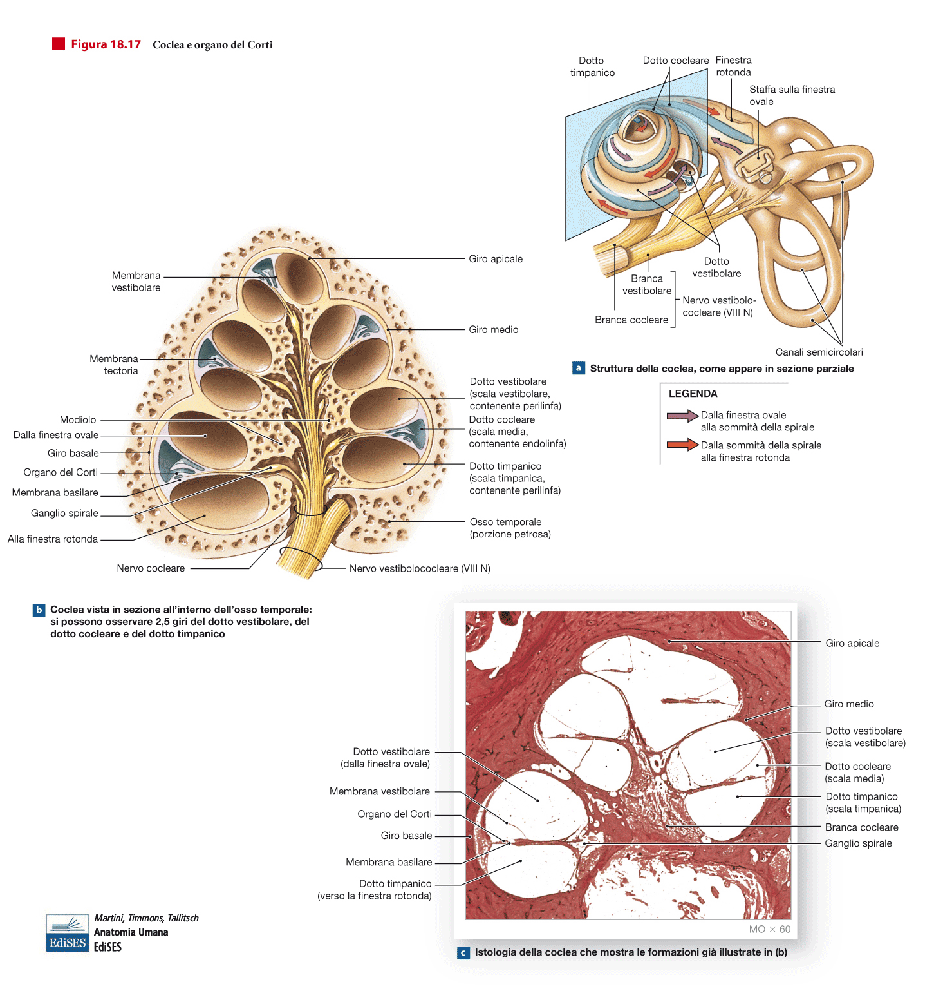 Figura 18.17 Coclea e organo del Corti
Dotto
timpanico
Dotto cocleare
Finestra
rotonda
Staffa sulla finestra
ovale
Dotto
vestibolare
Branca
vestibolare
Nervo vestibolo-
cocleare (VIII N)
Branca cocleare
Canali semicircolari
a Struttura della coclea, come appare in sezione parziale
LEGENDA
Dalla finestra ovale
alla sommità della spirale
Dalla sommità della spirale
alla finestra rotonda
Membrana
vestibolare
Membrana
tectoria
Modiolo
Dalla finestra ovale
Giro basale
Organo del Corti
Membrana basilare
Ganglio spirale
Alla finestra rotonda
Nervo cocleare
Giro apicale
Giro medio
Dotto vestibolare
(scala vestibolare,
contenente perilinfa)
Dotto cocleare
(scala media,
contenente endolinfa)
Dotto timpanico
(scala timpanica,
contenente perilinfa)
Osso temporale
(porzione petrosa)
Nervo vestibolococleare (VIII N)
b Coclea vista in sezione all'interno dell'osso temporale:
si possono osservare 2,5 giri del dotto vestibolare, del
dotto cocleare e del dotto timpanico
Dotto vestibolare
(dalla finestra ovale)
Membrana vestibolare
Organo del Corti
Giro basale
Membrana basilare
Dotto timpanico
(verso la finestra rotonda)
Giro apicale
Giro medio
Dotto vestibolare
(scala vestibolare)
Dotto cocleare
(scala media)
Dotto timpanico
(scala timpanica)
Branca cocleare
Ganglio spirale
MO × 60
c Istologia della coclea che mostra le formazioni già illustrate in (b)
EdiSES
Martini, Timmons, Tallitsch
Anatomia Umana
EdiSES